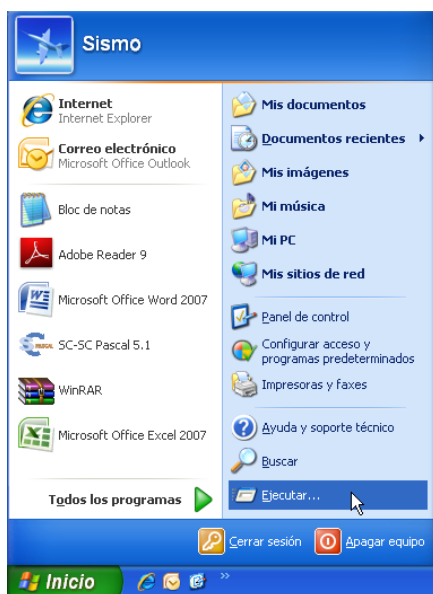 Sismo
Internet
Internet Explorer
Correo electrónico
Microsoft Office Outlook
Bloc de notas
Adobe Reader 9
Microsoft Office Word 2007
SC-SC Pascal 5.1
WinRAR
Microsoft Office Excel 2007
Todos los programas
Mis documentos
Documentos recientes
Mis imágenes
Mi música
Mi PC
Mis sitios de red
Panel de control
Configurar acceso y
programas predeterminados
Impresoras y faxes
Ayuda y soporte técnico
Buscar
Ejecutar...
Cerrar sesión
Apagar equipo
Inicio